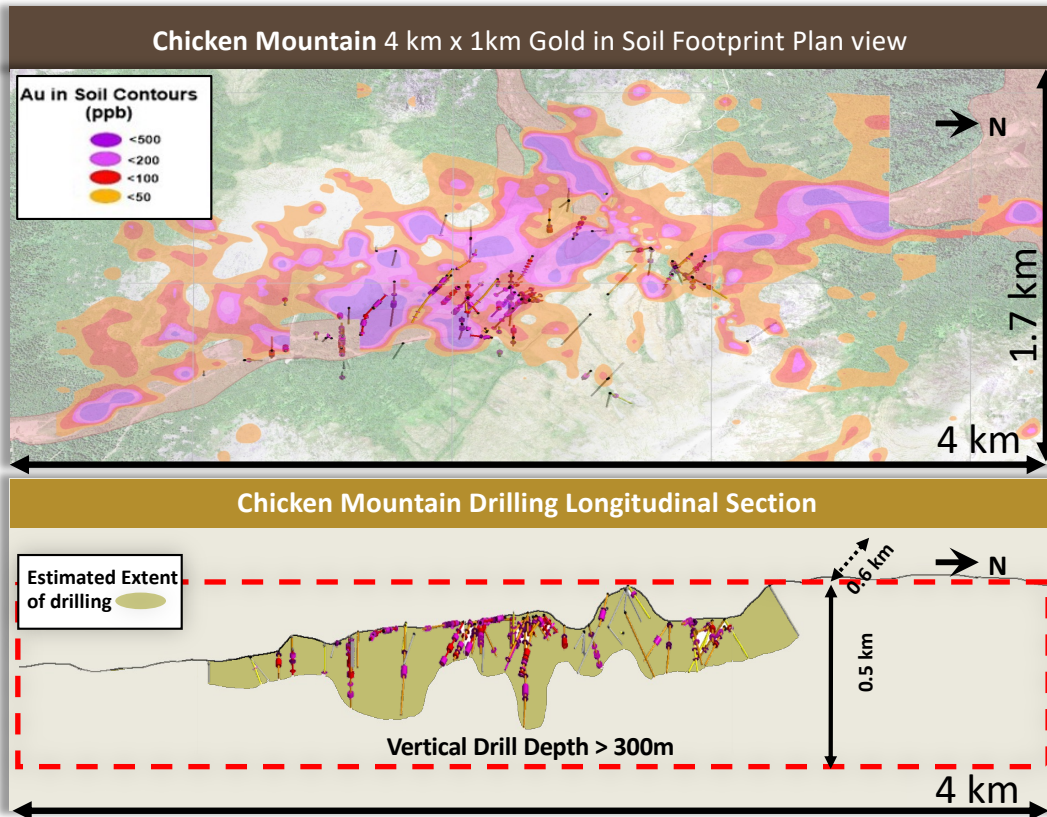 Chicken Mountain 4 km x 1km Gold in Soil Footprint Plan view
Au in Soil Contours
(ppb)
<500
<200
<100
<50
N
1.7 km
4 km
Chicken Mountain Drilling Longitudinal Section
Estimated Extent
of drilling
0.6 km
N
0.5 km
Vertical Drill Depth > 300m
4 km